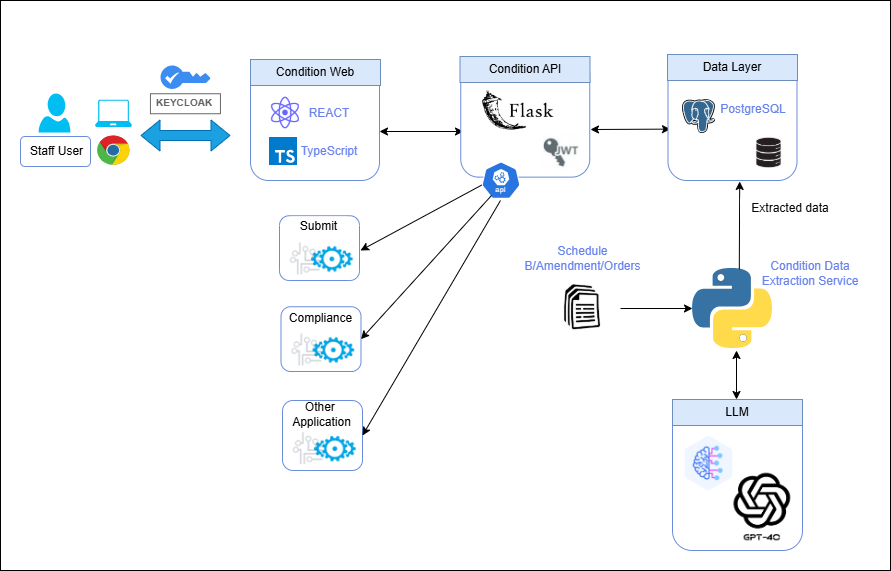 KEYCLOAK
Staff User
Condition Web
REACT
TS TypeScript
Condition API
Flask
JWT
api
Data Layer
PostgreSQL
Extracted data
Submit
Compliance
Other
Application
Schedule
B/Amendment/Orders
Condition Data
Extraction Service
LLM
GPT-4O